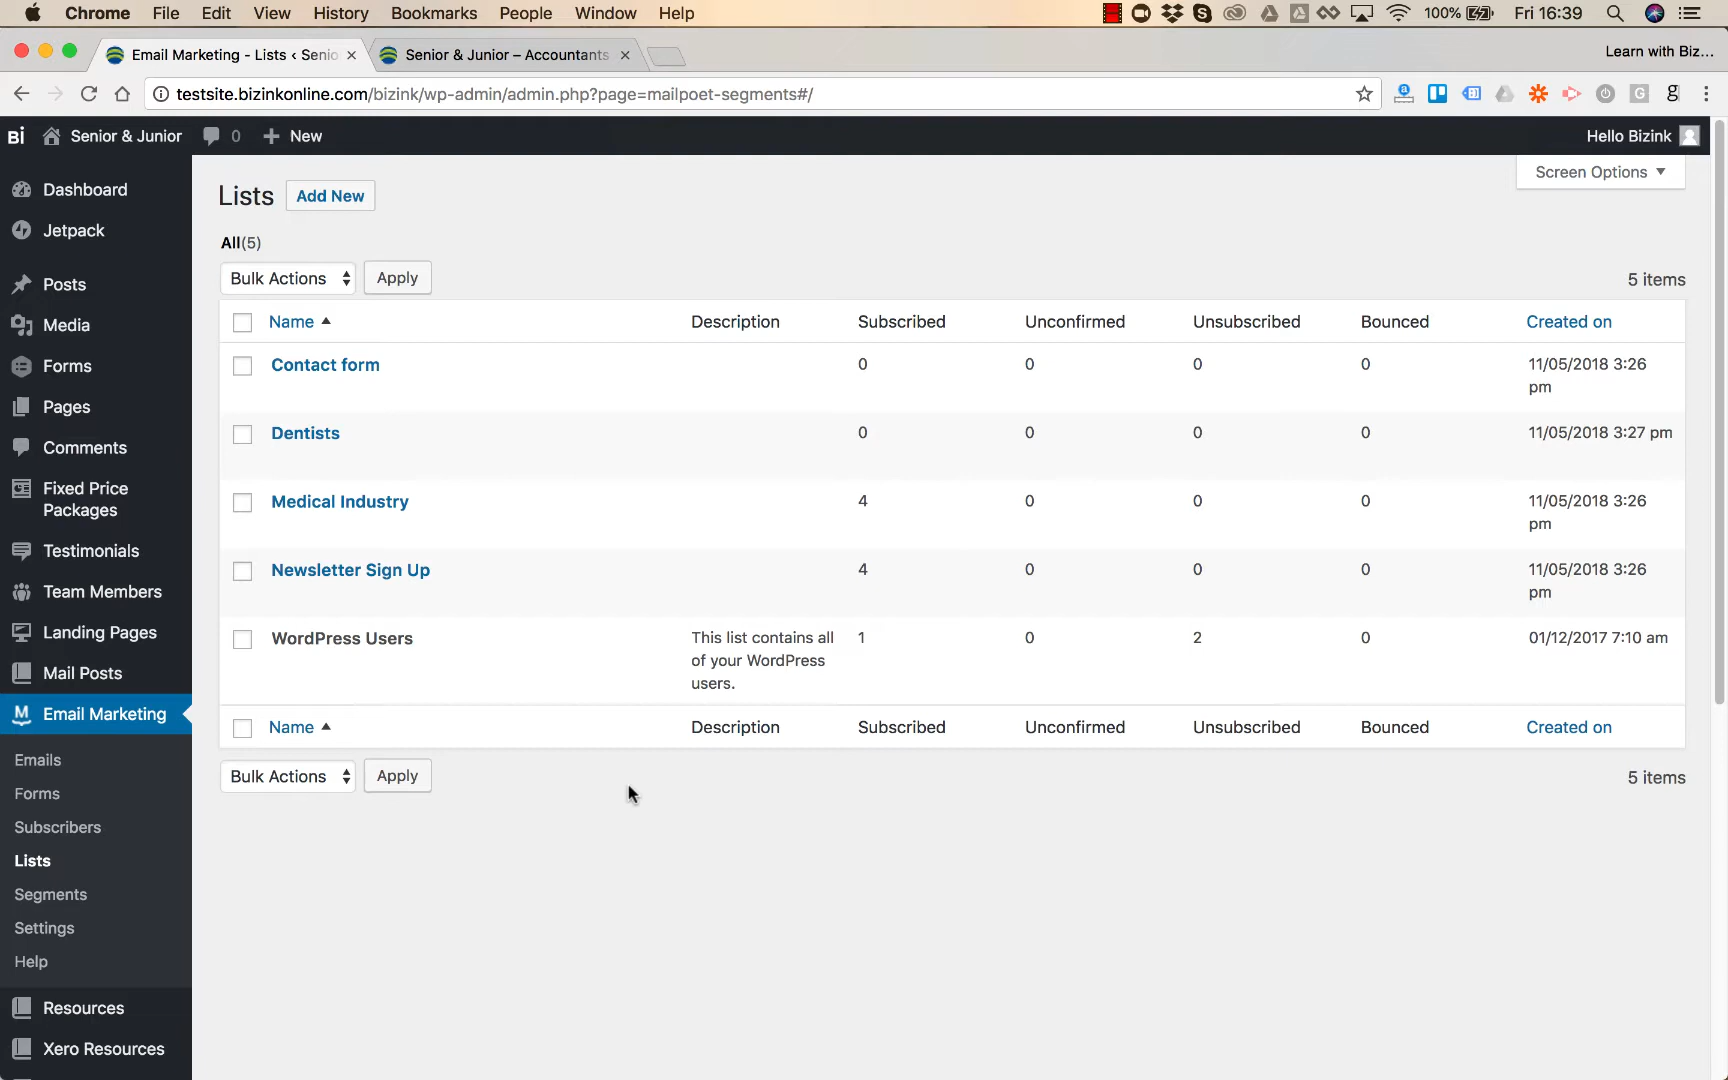 Chrome File Edit View History Bookmarks People Window Help 100% Fri 16:39
Email Marketing - Lists ‹ Senio Senior & Junior – Accountants Learn with Biz...
testsite.bizinkonline.com/bizink/wp-admin/admin.php?page=mailpoet-segments#/
Bi Senior & Junior 0 New Hello Bizink
Screen Options
Dashboard
Jetpack
Posts
Media
Forms
Pages
Comments
Fixed Price
Packages
Testimonials
Team Members
Landing Pages
Mail Posts
Email Marketing
Emails
Forms
Subscribers
Lists
Segments
Settings
Help
Resources
Xero Resources
Lists Add New
All(5)
Bulk Actions Apply 5 items
Name Description Subscribed Unconfirmed Unsubscribed Bounced Created on
Contact form 0 0 0 0 11/05/2018 3:26
pm
Dentists 0 0 0 0 11/05/2018 3:27 pm
Medical Industry 4 0 0 0 11/05/2018 3:26
pm
Newsletter Sign Up 4 0 0 0 11/05/2018 3:26
pm
WordPress Users This list contains all 1 0 2 0 01/12/2017 7:10 am
of your WordPress
users.
Name Description Subscribed Unconfirmed Unsubscribed Bounced Created on
Bulk Actions Apply 5 items